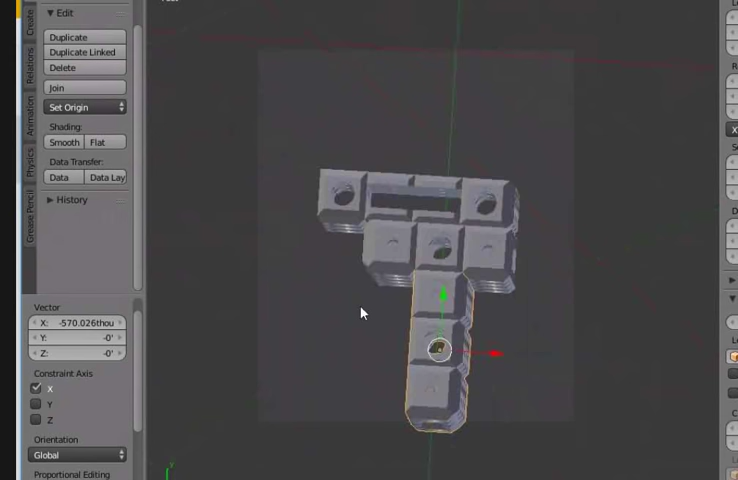 Create
Relations
Animation
Physics
Grease Pencil
Edit
Duplicate
Duplicate Linked
Delete
Join
Set Origin
Shading:
Smooth Flat
Data Transfer:
Data Data Lay
History
Vector
X: -570.026thou
Y: -0'
Z: -0'
Constraint Axis
X
Y
Z
Orientation
Global
Proportional Editing
y